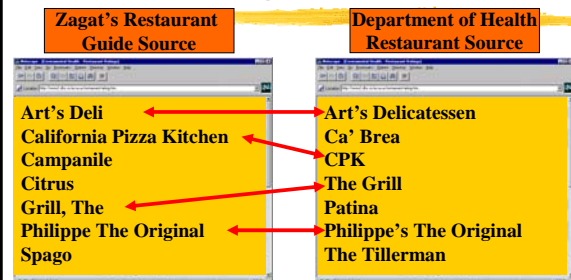 Zagat's Restaurant
Guide Source
Department of Health
Restaurant Source
Art's Deli
California Pizza Kitchen
Campanile
Citrus
Grill, The
Philippe The Original
Spago
Art's Delicatessen
Ca' Brea
CPK
The Grill
Patina
Philippe's The Original
The Tillerman